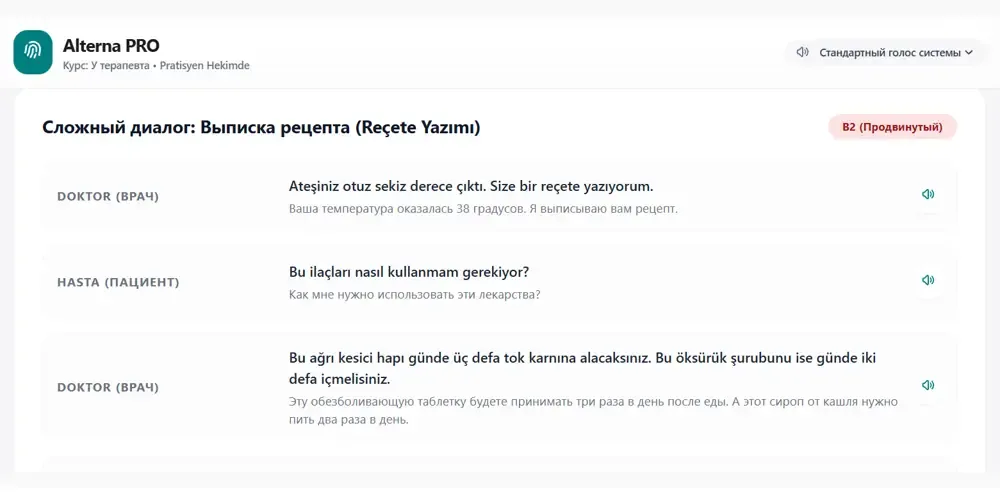 Alterna PRO
Курс: У терапевта • Pratisyen Hekimde
Стандартный голос системы
Сложный диалог: Выписка рецепта (Reçete Yazımı)
B2 (Продвинутый)
DOKTOR (ВРАЧ)
Ateşiniz otuz sekiz derece çıktı. Size bir reçete yazıyorum.
Ваша температура оказалась 38 градусов. Я выписываю вам рецепт.
HASTA (ПАЦИЕНТ)
Bu ilaçları nasıl kullanmam gerekiyor?
Как мне нужно использовать эти лекарства?
DOKTOR (ВРАЧ)
Bu ağrı kesici hapı günde üç defa tok karnına alacaksınız. Bu öksürük şurubunu ise günde iki
defa içmelisiniz.
Эту обезболивающую таблетку будете принимать три раза в день после еды. А этот сироп от кашля нужно
пить два раза в день.